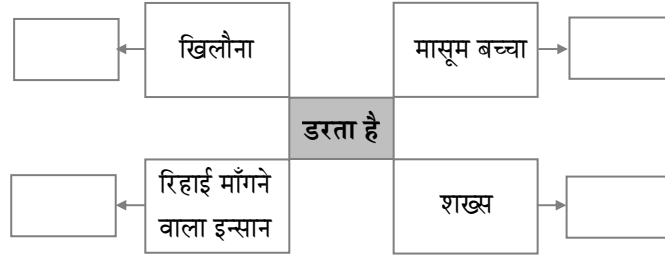 खिलौना
मासूम बच्चा
डरता है
रिहाई माँगने
वाला इन्सान
शख्स